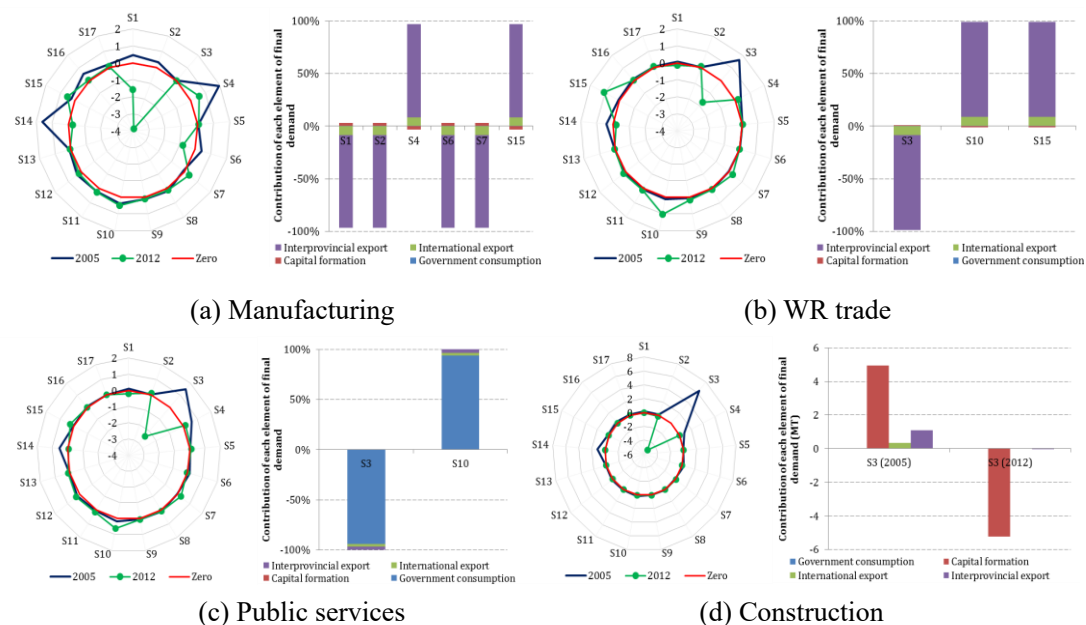 S1
S2
S3
S4
S5
S6
S7
S8
S9
S10
S11
S12
S13
S14
S15
S16
S17
2
1
0
-1
-2
-3
-4
2005
2012
Zero
Contribution of each element of final demand
100%
50%
0%
-50%
-100%
S1
S2
S4
S6
S7
S15
Interprovincial export
International export
Capital formation
Government consumption
(a) Manufacturing
S1
S2
S3
S4
S5
S6
S7
S8
S9
S10
S11
S12
S13
S14
S15
S16
S17
2
1
0
-1
-2
-3
-4
2005
2012
Zero
Contribution of each element of final demand
100%
50%
0%
-50%
-100%
S3
S10
S15
Interprovincial export
International export
Capital formation
Government consumption
(b) WR trade
S1
S2
S3
S4
S5
S6
S7
S8
S9
S10
S11
S12
S13
S14
S15
S16
S17
2
1
0
-1
-2
-3
-4
2005
2012
Zero
Contribution of each element of final demand
100%
50%
0%
-50%
-100%
S3
S10
Interprovincial export
International export
Capital formation
Government consumption
(c) Public services
S1
S2
S3
S4
S5
S6
S7
S8
S9
S10
S11
S12
S13
S14
S15
S16
S17
8
6
4
2
0
-2
-4
-6
2005
2012
Zero
Contribution of each element of final demand (MT)
6
4
2
0
-2
-4
-6
S3 (2005)
S3 (2012)
Government consumption
Capital formation
International export
Interprovincial export
(d) Construction